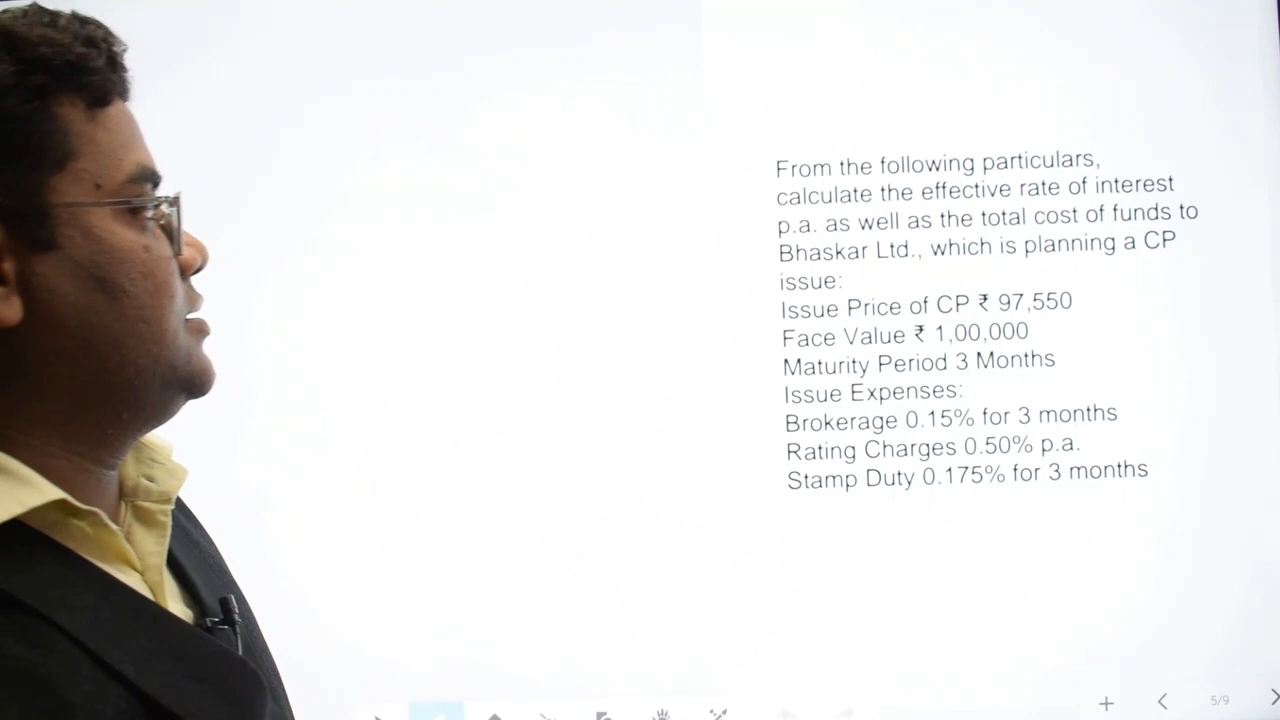 From the following particulars,
calculate the effective rate of interest
p.a. as well as the total cost of funds to
Bhaskar Ltd., which is planning a CP
issue:
Issue Price of CP ₹ 97,550
Face Value ₹ 1,00,000
Maturity Period 3 Months
Issue Expenses:
Brokerage 0.15% for 3 months
Rating Charges 0.50% p.a.
Stamp Duty 0.175% for 3 months
5/9